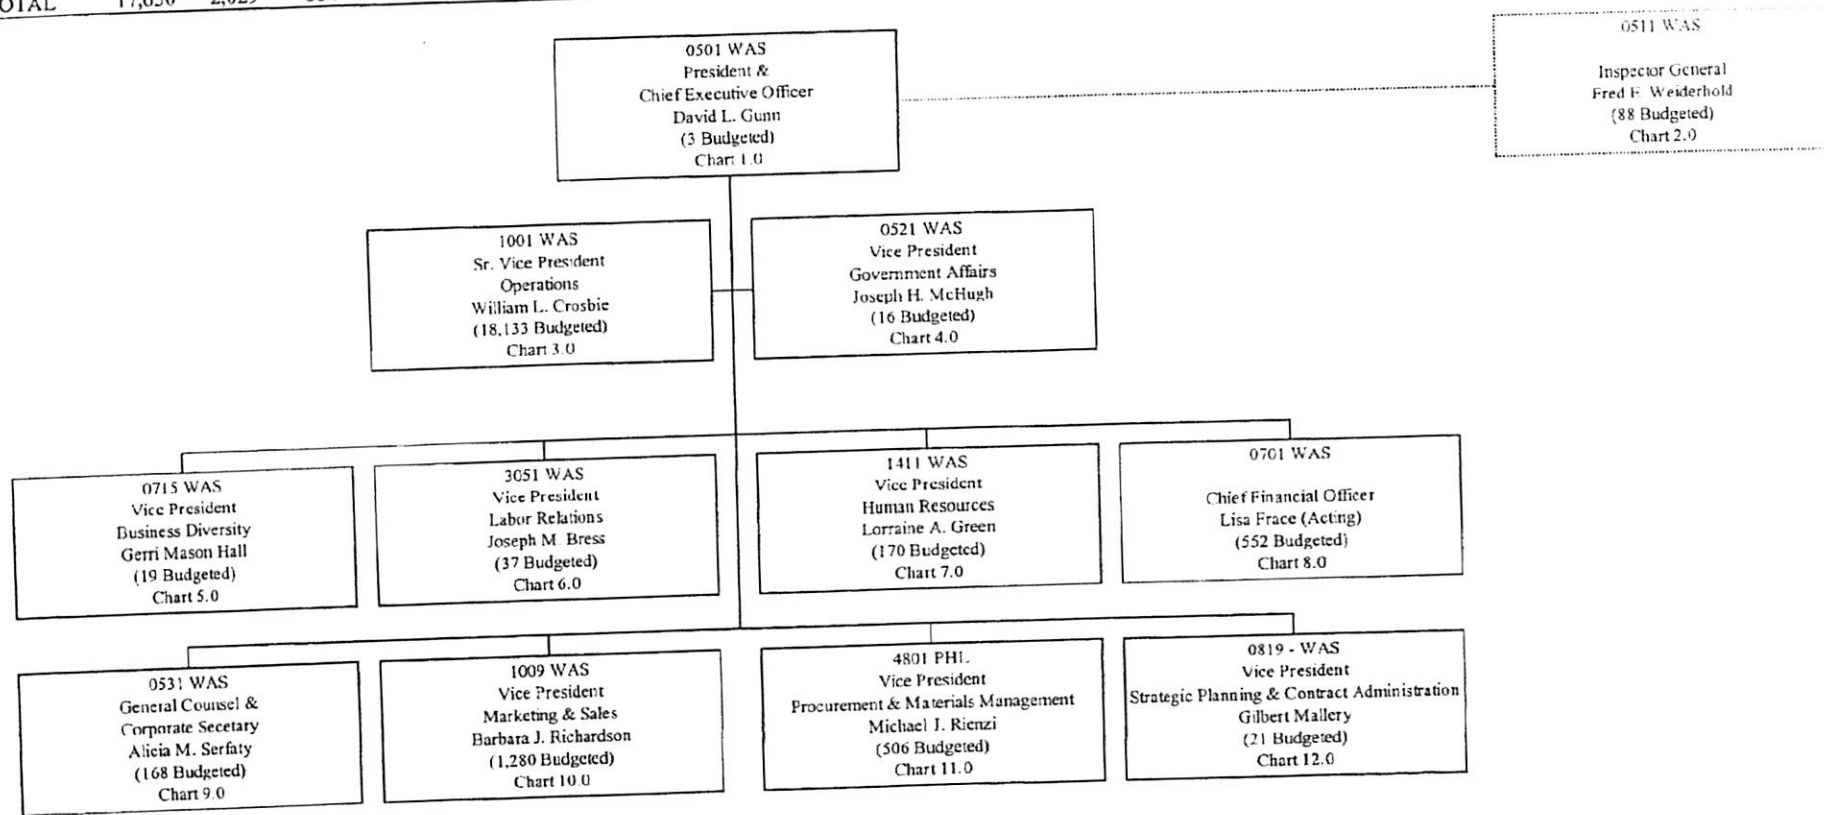 OTAL 17,650 2,029
0501 WAS
President &
Chief Executive Officer
David L. Gunn
(3 Budgeted)
Chart 1.0
0511 WAS
Inspector General
Fred E. Weiderhold
(88 Budgeted)
Chart 2.0
1001 WAS
Sr. Vice President
Operations
William L. Crosbie
(18,133 Budgeted)
Chart 3.0
0521 WAS
Vice President
Government Affairs
Joseph H. McHugh
(16 Budgeted)
Chart 4.0
0715 WAS
Vice President
Business Diversity
Gerri Mason Hall
(19 Budgeted)
Chart 5.0
3051 WAS
Vice President
Labor Relations
Joseph M. Bress
(37 Budgeted)
Chart 6.0
1411 WAS
Vice President
Human Resources
Lorraine A. Green
(170 Budgeted)
Chart 7.0
0701 WAS
Chief Financial Officer
Lisa Frace (Acting)
(552 Budgeted)
Chart 8.0
0531 WAS
General Counsel &
Corporate Secetary
Alicia M. Serfaty
(168 Budgeted)
Chart 9.0
1009 WAS
Vice President
Marketing & Sales
Barbara J. Richardson
(1,280 Budgeted)
Chart 10.0
4801 PHL
Vice President
Procurement & Materials Management
Michael J. Rienzi
(506 Budgeted)
Chart 11.0
0819 - WAS
Vice President
Strategic Planning & Contract Administration
Gilbert Mallery
(21 Budgeted)
Chart 12.0